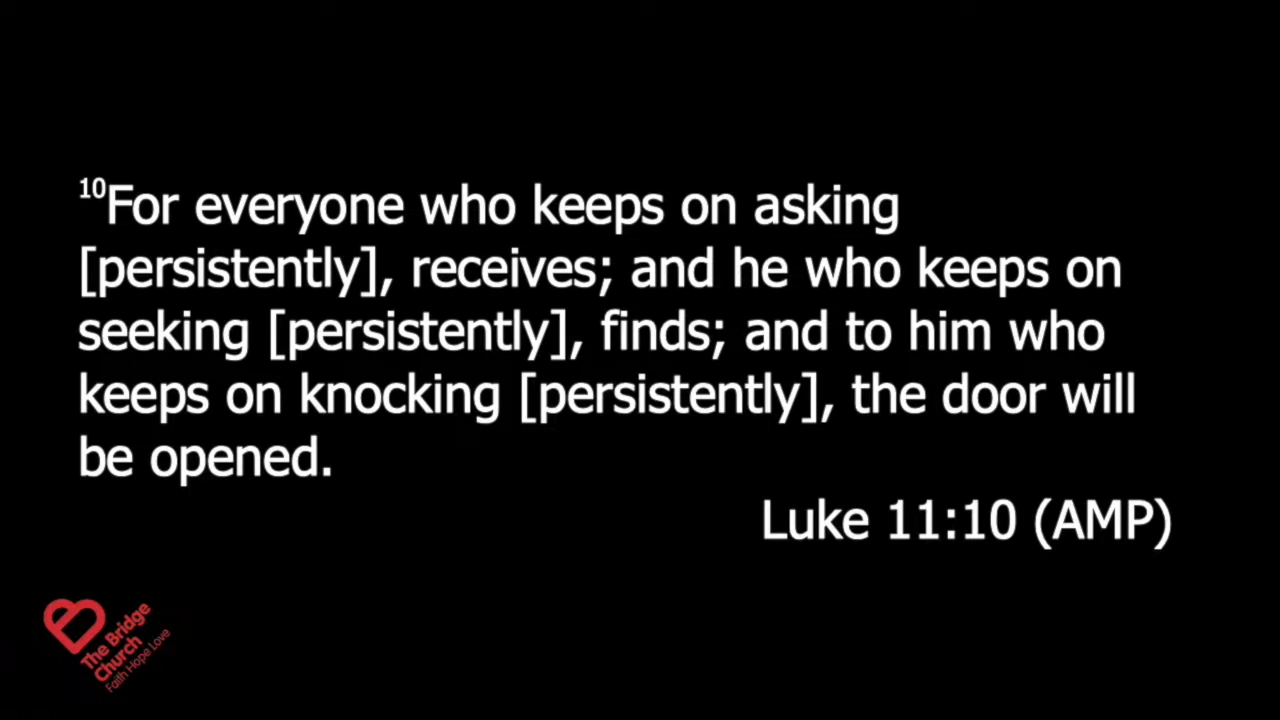 10For everyone who keeps on asking
[persistently], receives; and he who keeps on
seeking [persistently], finds; and to him who
keeps on knocking [persistently], the door will
be opened.
Luke 11:10 (AMP)
The Bridge
Church
Faith Hope Love